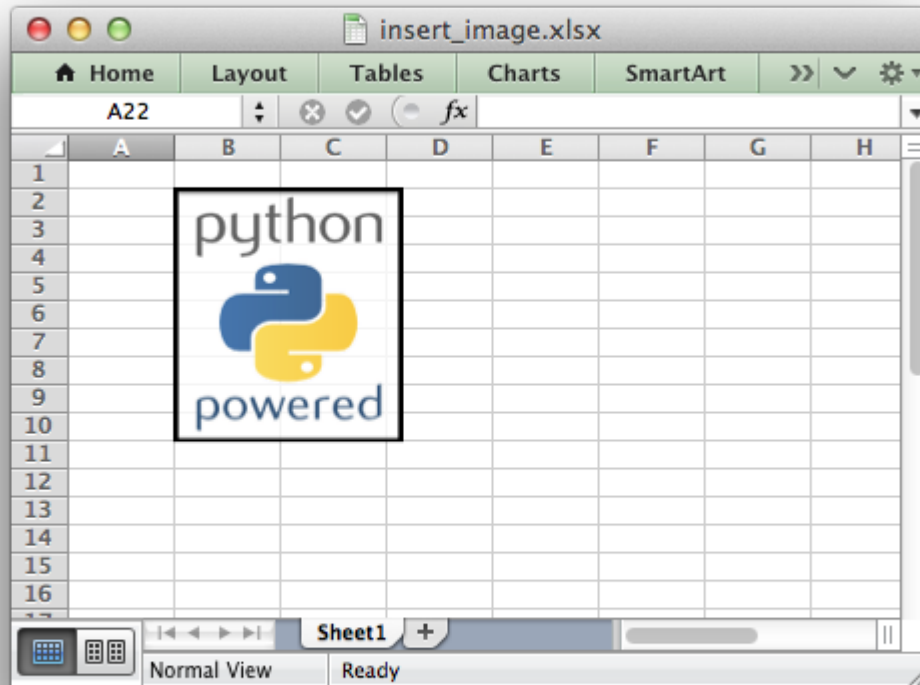 insert_image.xlsx
Home Layout Tables Charts SmartArt
A22 fx
A B C D E F G H
1
2
3
4
5
6
7
8
9
10
11
12
13
14
15
16
17
python
powered
Sheet1 +
Normal View Ready